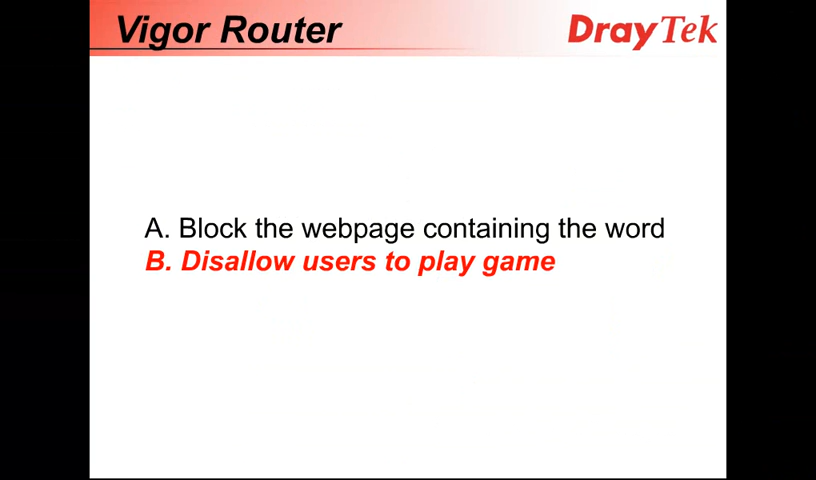 Vigor Router
DrayTek
A. Block the webpage containing the word
B. Disallow users to play game